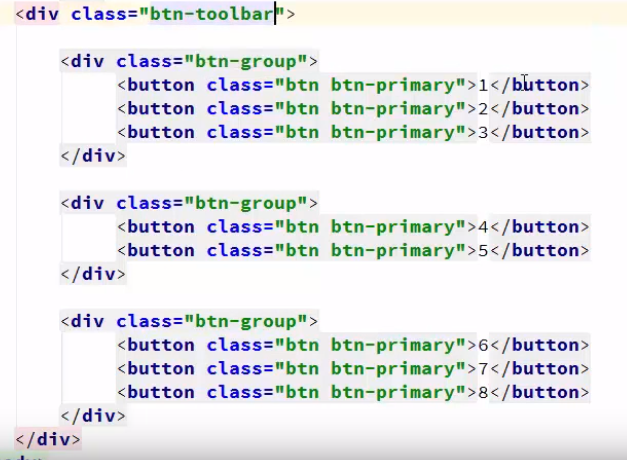 <div class="btn-toolbar">
<div class="btn-group">
<button class="btn btn-primary">1</button>
<button class="btn btn-primary">2</button>
<button class="btn btn-primary">3</button>
</div>
<div class="btn-group">
<button class="btn btn-primary">4</button>
<button class="btn btn-primary">5</button>
</div>
<div class="btn-group">
<button class="btn btn-primary">6</button>
<button class="btn btn-primary">7</button>
<button class="btn btn-primary">8</button>
</div>
</div>